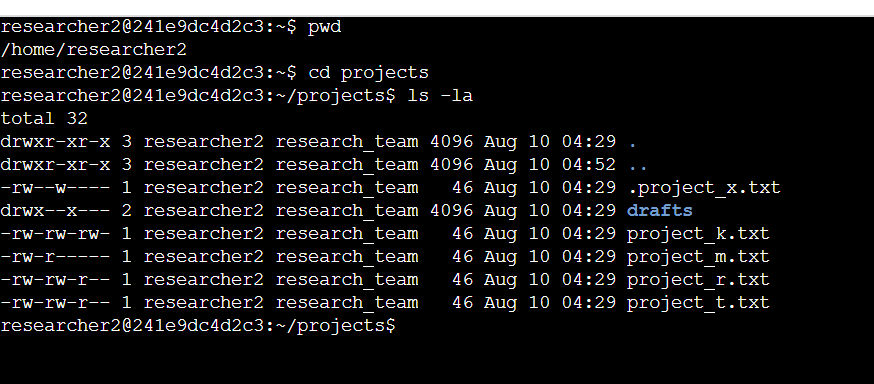 researcher2@241e9dc4d2c3:~$ pwd
/home/researcher2
researcher2@241e9dc4d2c3:~$ cd projects
researcher2@241e9dc4d2c3:~/projects$ ls -la
total 32
drwxr-xr-x 3 researcher2 research_team 4096 Aug 10 04:29 .
drwxr-xr-x 3 researcher2 research_team 4096 Aug 10 04:52 ..
-rw--w---- 1 researcher2 research_team   46 Aug 10 04:29 .project_x.txt
drwx--x--- 2 researcher2 research_team 4096 Aug 10 04:29 drafts
-rw-rw-rw- 1 researcher2 research_team   46 Aug 10 04:29 project_k.txt
-rw-r----- 1 researcher2 research_team   46 Aug 10 04:29 project_m.txt
-rw-rw-r-- 1 researcher2 research_team   46 Aug 10 04:29 project_r.txt
-rw-rw-r-- 1 researcher2 research_team   46 Aug 10 04:29 project_t.txt
researcher2@241e9dc4d2c3:~/projects$